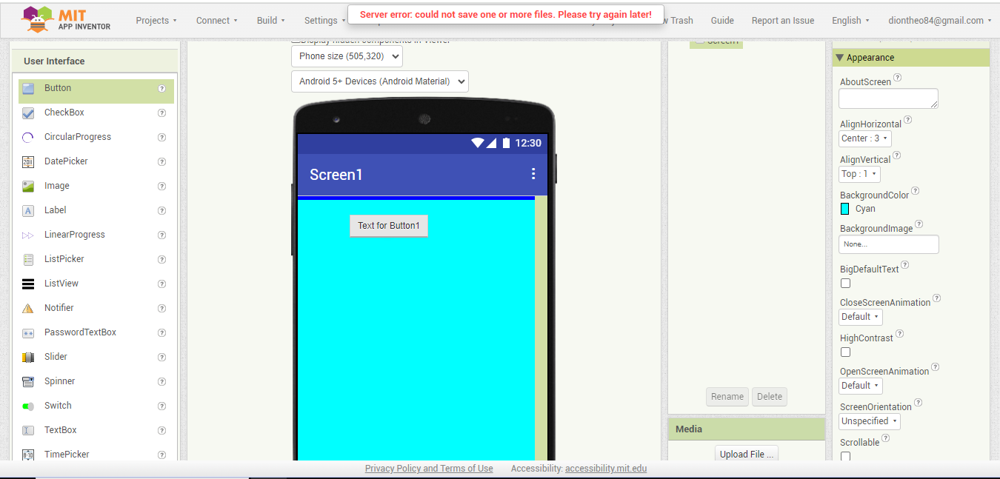 MIT
APP INVENTOR
Projects
Connect
Build
Settings
Server error: could not save one or more files. Please try again later!
Trash
Guide
Report an Issue
English
diontheo84@gmail.com
User Interface
Button
CheckBox
CircularProgress
DatePicker
Image
Label
LinearProgress
ListPicker
ListView
Notifier
PasswordTextBox
Slider
Spinner
Switch
TextBox
TimePicker
Display hidden components in Viewer
Phone size (505,320)
Android 5+ Devices (Android Material)
12:30
Screen1
Text for Button1
Screen1
Rename
Delete
Media
Upload File ...
Appearance
AboutScreen
AlignHorizontal
Center : 3
AlignVertical
Top : 1
BackgroundColor
Cyan
BackgroundImage
None...
BigDefaultText
CloseScreenAnimation
Default
HighContrast
OpenScreenAnimation
Default
ScreenOrientation
Unspecified
Scrollable
Privacy Policy and Terms of Use
Accessibility: accessibility.mit.edu